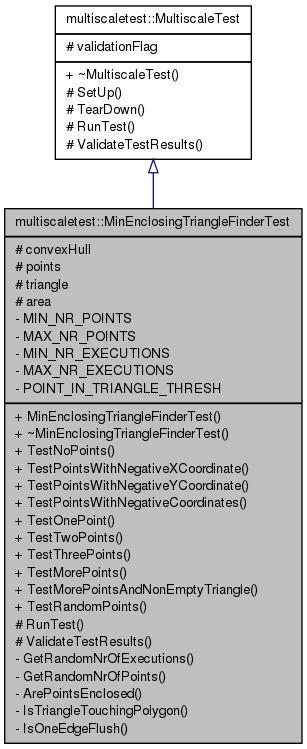 multiscaletest::MultiscaleTest
# validationFlag
+ ~MultiscaleTest()
# SetUp()
# TearDown()
# RunTest()
# ValidateTestResults()
multiscaletest::MinEnclosingTriangleFinderTest
# convexHull
# points
# triangle
# area
- MIN_NR_POINTS
- MAX_NR_POINTS
- MIN_NR_EXECUTIONS
- MAX_NR_EXECUTIONS
- POINT_IN_TRIANGLE_THRESH
+ MinEnclosingTriangleFinderTest()
+ ~MinEnclosingTriangleFinderTest()
+ TestNoPoints()
+ TestPointsWithNegativeXCoordinate()
+ TestPointsWithNegativeYCoordinate()
+ TestPointsWithNegativeCoordinates()
+ TestOnePoint()
+ TestTwoPoints()
+ TestThreePoints()
+ TestMorePoints()
+ TestMorePointsAndNonEmptyTriangle()
+ TestRandomPoints()
# RunTest()
# ValidateTestResults()
- GetRandomNrOfExecutions()
- GetRandomNrOfPoints()
- ArePointsEnclosed()
- IsTriangleTouchingPolygon()
- IsOneEdgeFlush()